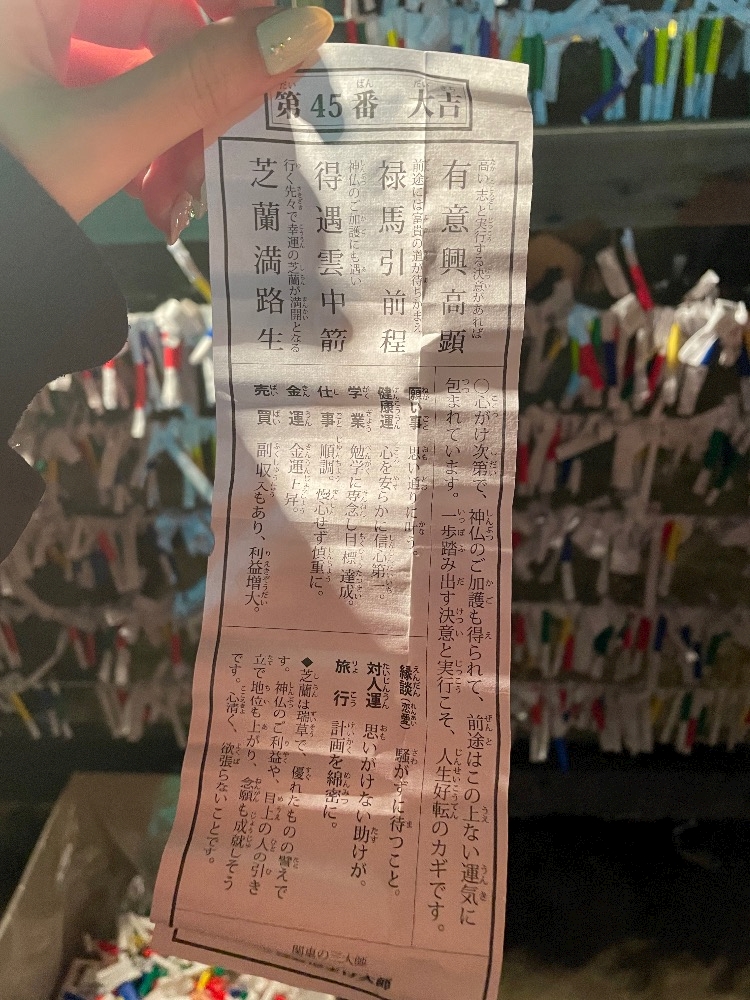 第45番 大吉
有意興高顕
高い志と実行する決意があれば
禄馬引前程
前途には富貴の道が待ちかまえ
得遇雲中箭
神仏のご加護にも遇い
芝蘭満路生
行く先々で幸運の芝蘭が満開となる
〇心がけ次第で、神仏のご加護も得られて、前途はこの上ない運気に
包まれています。一歩踏み出す決意と実行こそ、人生好転のカギです。
願い事 思い通りに叶う。
健康運 心を安らかに信心第一。
学業 勉学に専念し目標達成。
仕事 順調。慢心せず慎重に。
金運 金運上昇。
売買 副収入もあり、利益増大。
縁談(恋愛) 騒がずに待つこと。
対人運 思いがけない助けが。
旅行 計画を綿密に。
◆芝蘭は瑞草で、優れたものの譬えで
す。神仏のご利益や、目上の人の引き
立で地位も上がり、念願も成就しそう
です。心清く、欲張らないことです。
関東の三大師